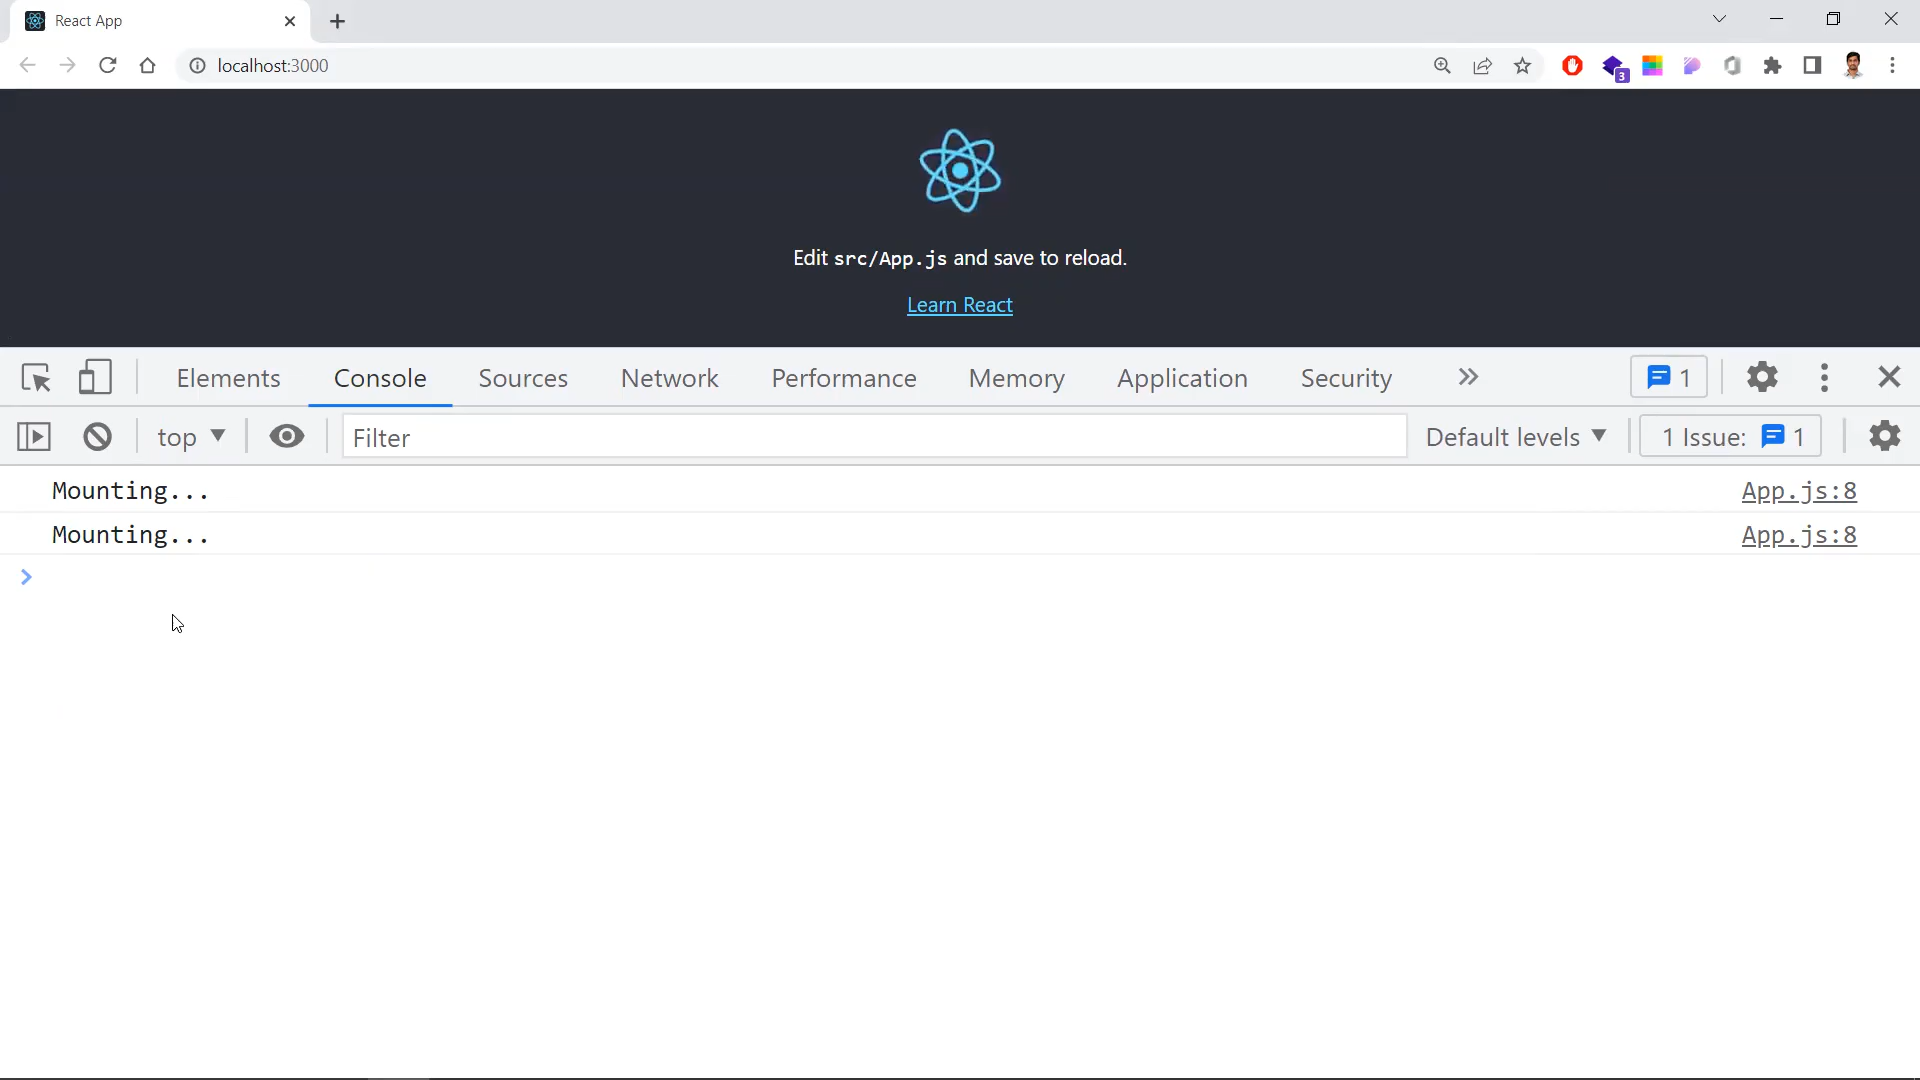 React App
localhost:3000
3
Edit src/App.js and save to reload.
Learn React
Elements Console Sources Network Performance Memory Application Security 1
top Filter Default levels 1 Issue: 1
Mounting... App.js:8
Mounting... App.js:8